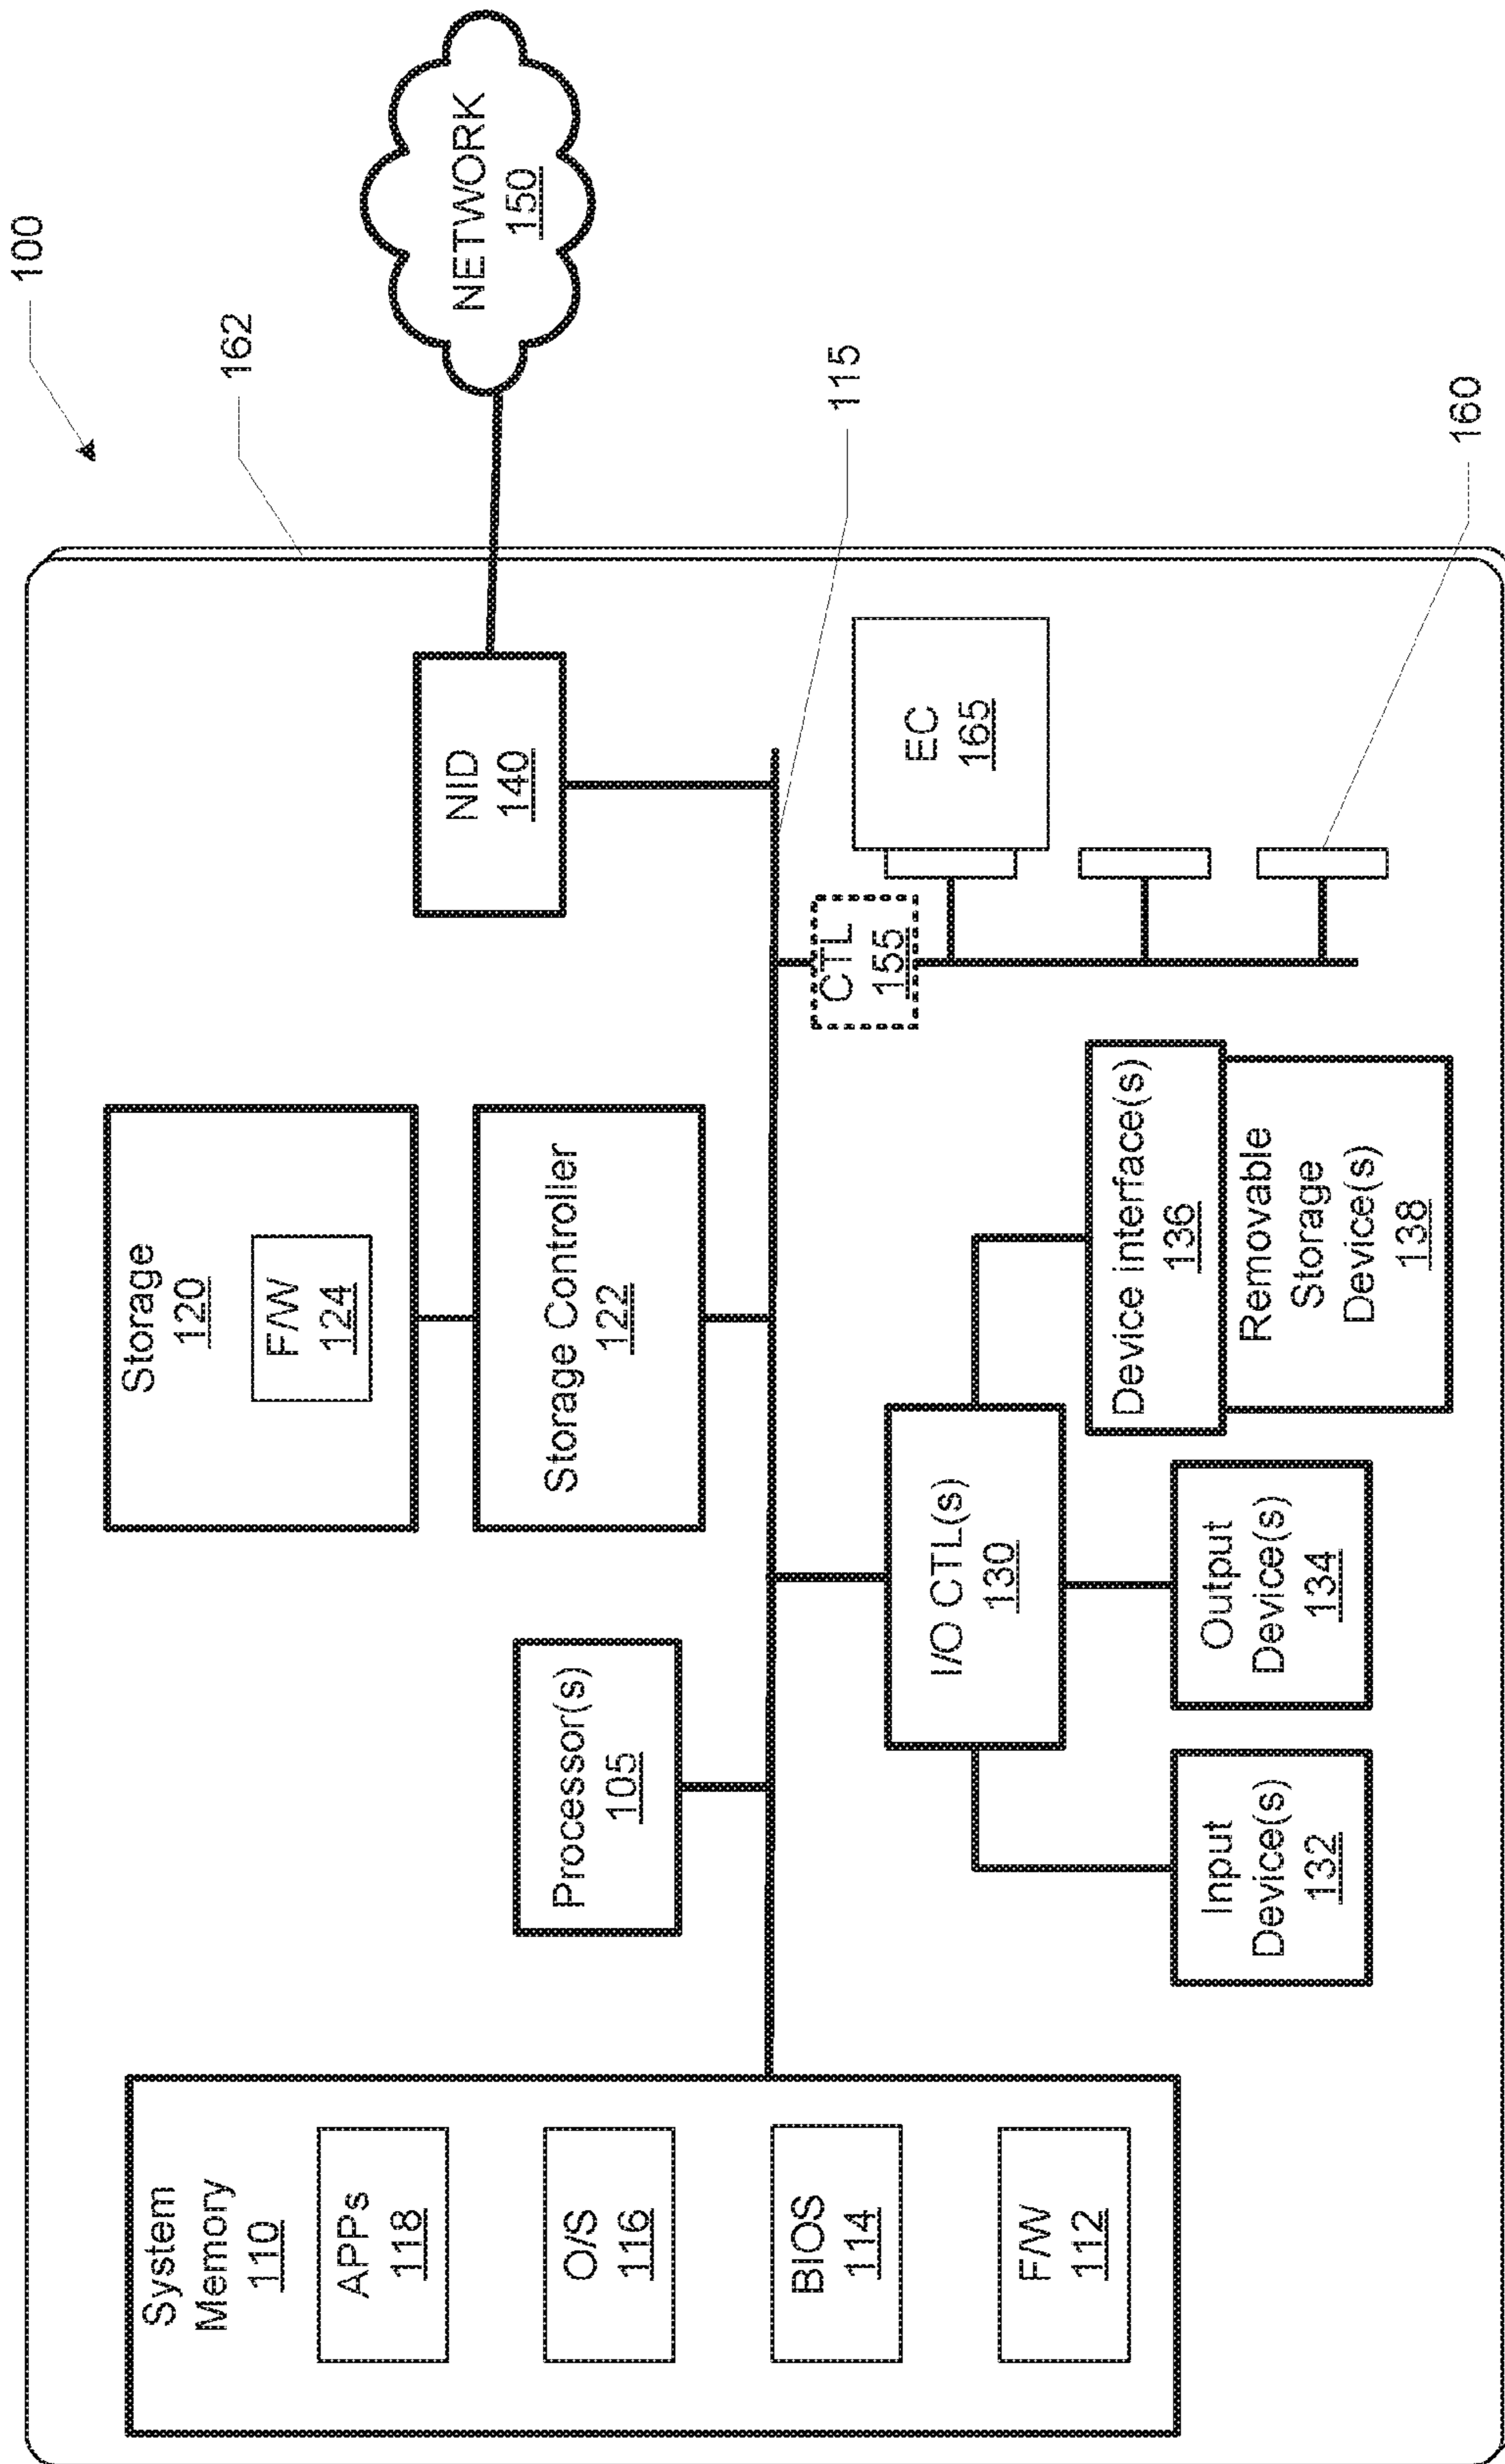 100
162
System
Memory
110
APPs
118
O/S
116
BIOS
114
F/W
112
Processor(s)
105
Storage
120
F/W
124
Storage Controller
122
NID
140
NETWORK
150
115
I/O CTL(s)
130
Input
Device(s)
132
Output
Device(s)
134
Device interface(s)
136
Removable
Storage
Device(s)
138
CTL
155
EC
165
160